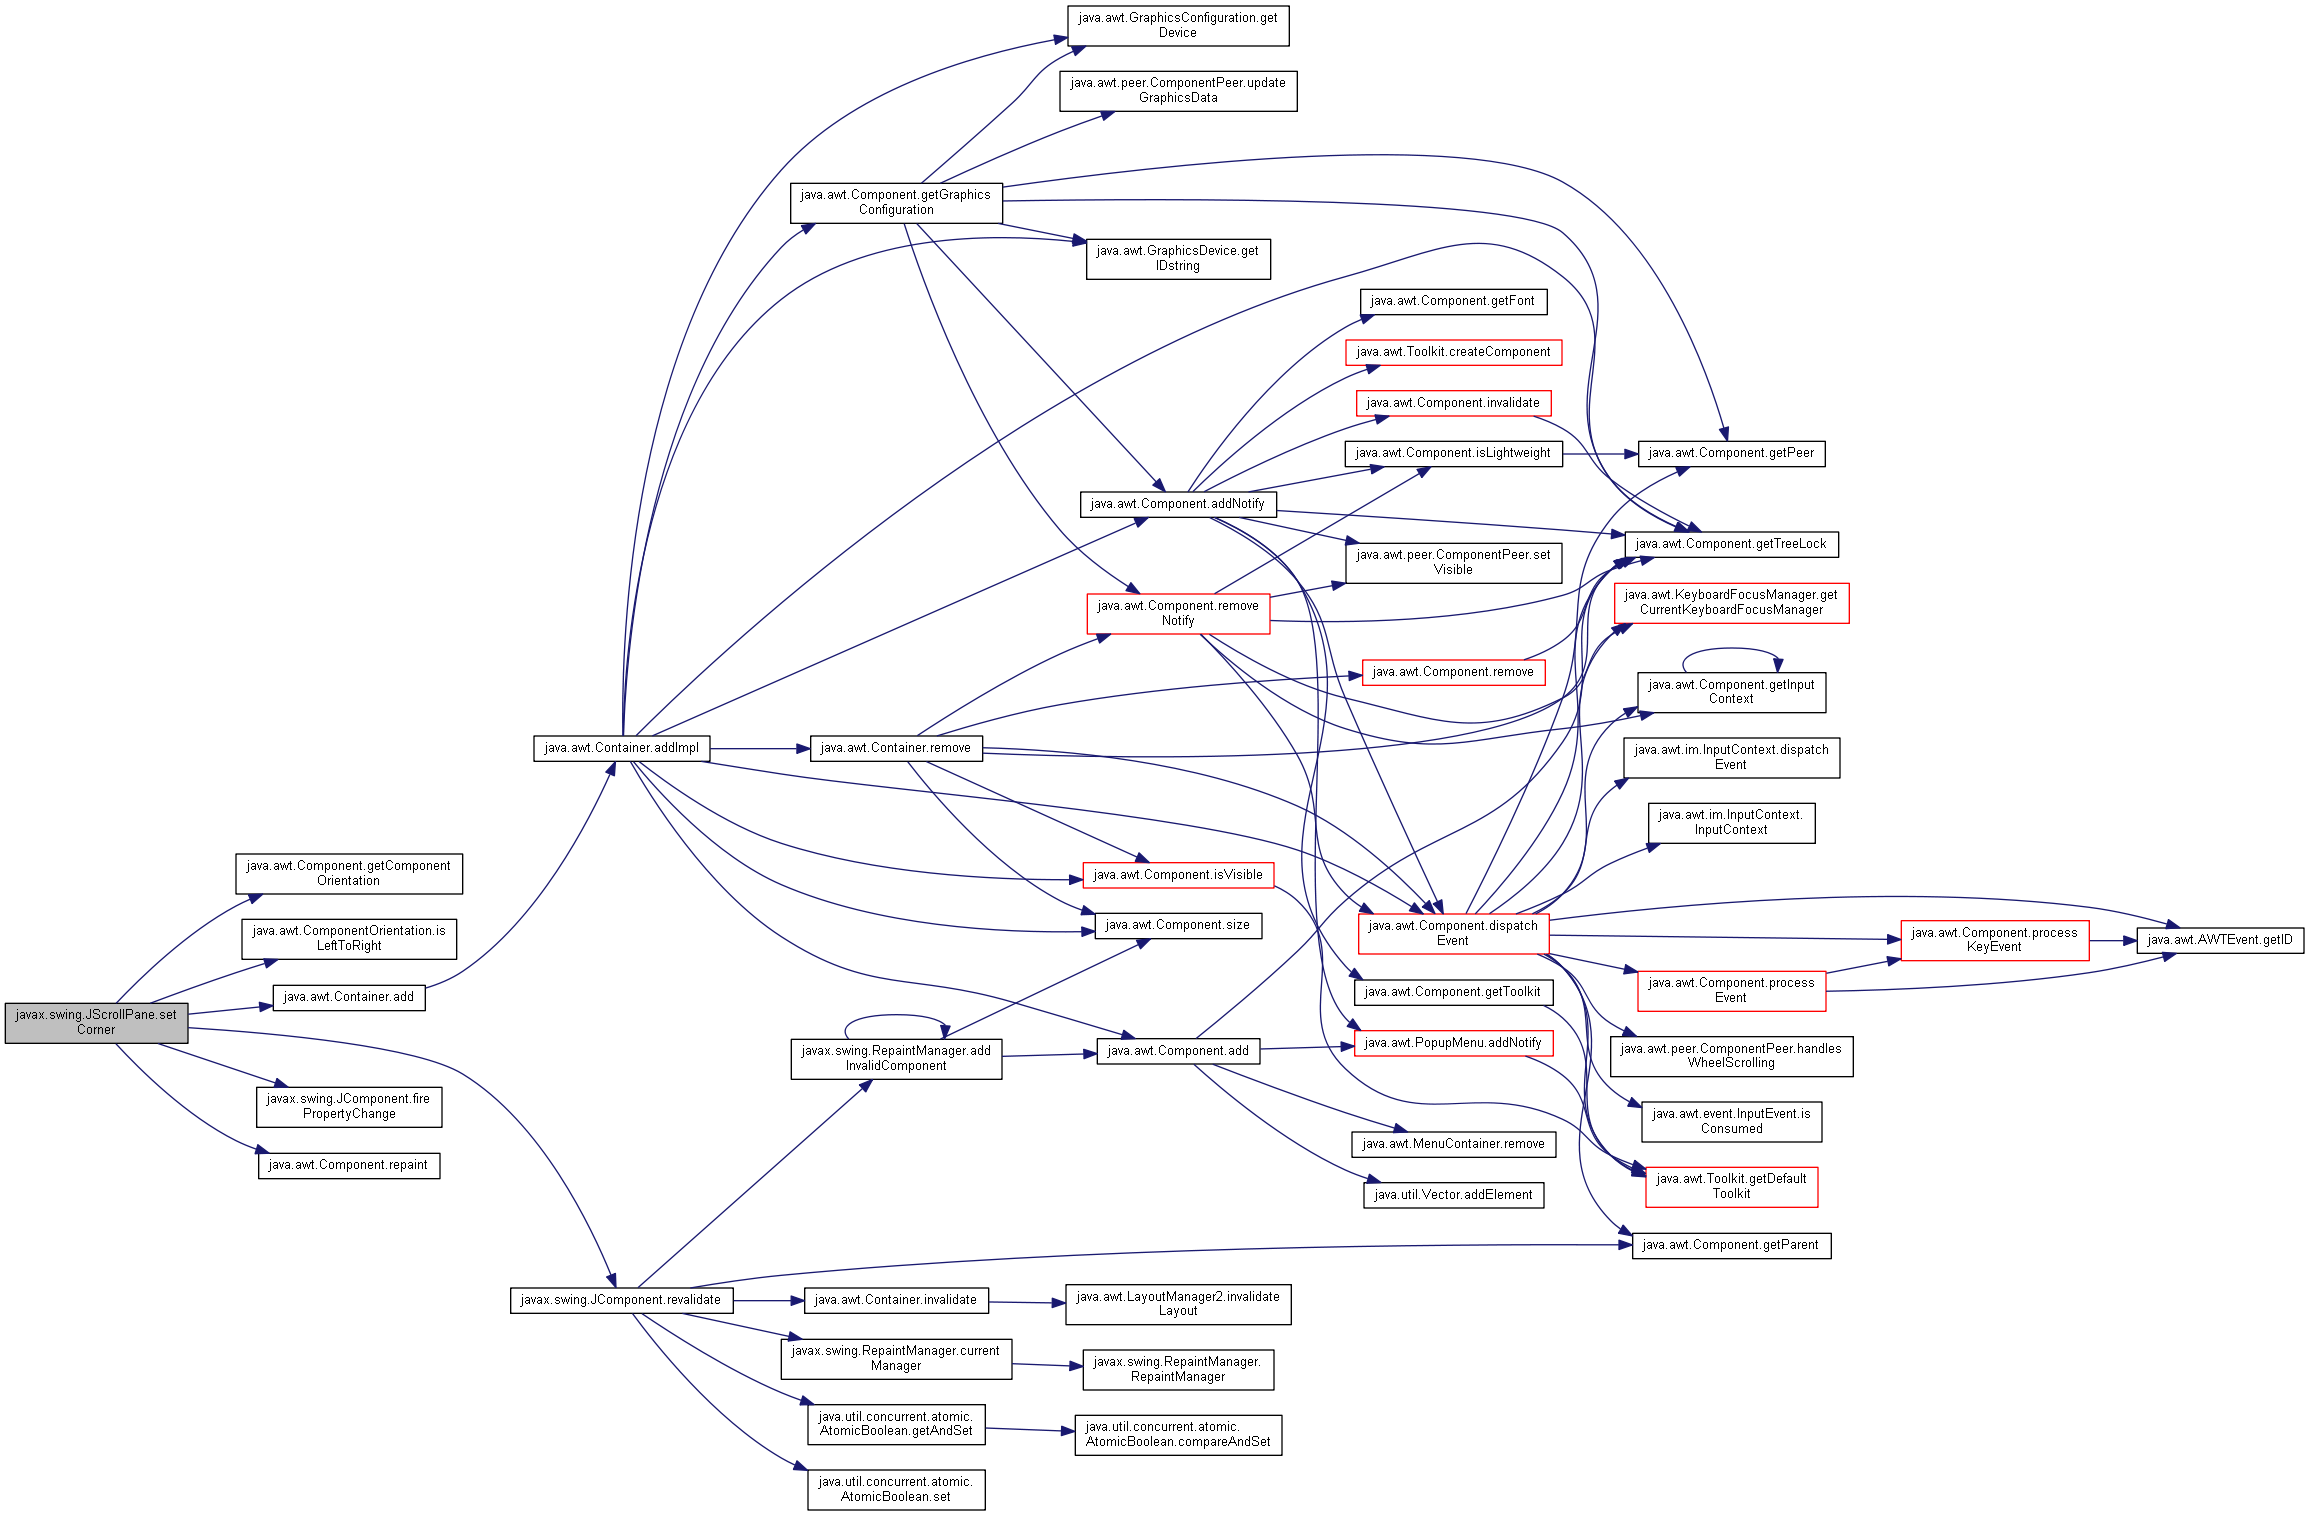 java.awt.GraphicsConfiguration.get
Device
java.awt.peer.ComponentPeer.update
GraphicsData
java.awt.Component.getGraphics
Configuration
java.awt.GraphicsDevice.get
IDstring
java.awt.Component.getFont
java.awt.Toolkit.createComponent
java.awt.Component.invalidate
java.awt.Component.isLightweight
java.awt.Component.getPeer
java.awt.Component.addNotify
java.awt.Component.getTreeLock
java.awt.peer.ComponentPeer.set
Visible
java.awt.Component.remove
Notify
java.awt.KeyboardFocusManager.get
CurrentKeyboardFocusManager
java.awt.Component.remove
java.awt.Component.getInput
Context
java.awt.Container.addImpl
java.awt.Container.remove
java.awt.im.InputContext.dispatch
Event
java.awt.im.InputContext.
InputContext
java.awt.Component.getComponent
Orientation
java.awt.Component.isVisible
java.awt.ComponentOrientation.is
LeftToRight
java.awt.Component.size
java.awt.Component.dispatch
Event
java.awt.Component.process
KeyEvent
java.awt.AWTEvent.getID
java.awt.Container.add
java.awt.Component.getToolkit
java.awt.Component.process
Event
javax.swing.JScrollPane.set
Corner
javax.swing.RepaintManager.add
InvalidComponent
java.awt.Component.add
java.awt.PopupMenu.addNotify
java.awt.peer.ComponentPeer.handles
WheelScrolling
javax.swing.JComponent.fire
PropertyChange
java.awt.event.InputEvent.is
Consumed
java.awt.Component.repaint
java.awt.MenuContainer.remove
java.util.Vector.addElement
java.awt.Toolkit.getDefault
Toolkit
java.awt.Component.getParent
javax.swing.JComponent.revalidate
java.awt.Container.invalidate
java.awt.LayoutManager2.invalidate
Layout
javax.swing.RepaintManager.current
Manager
javax.swing.RepaintManager.
RepaintManager
java.util.concurrent.atomic.
AtomicBoolean.getAndSet
java.util.concurrent.atomic.
AtomicBoolean.compareAndSet
java.util.concurrent.atomic.
AtomicBoolean.set